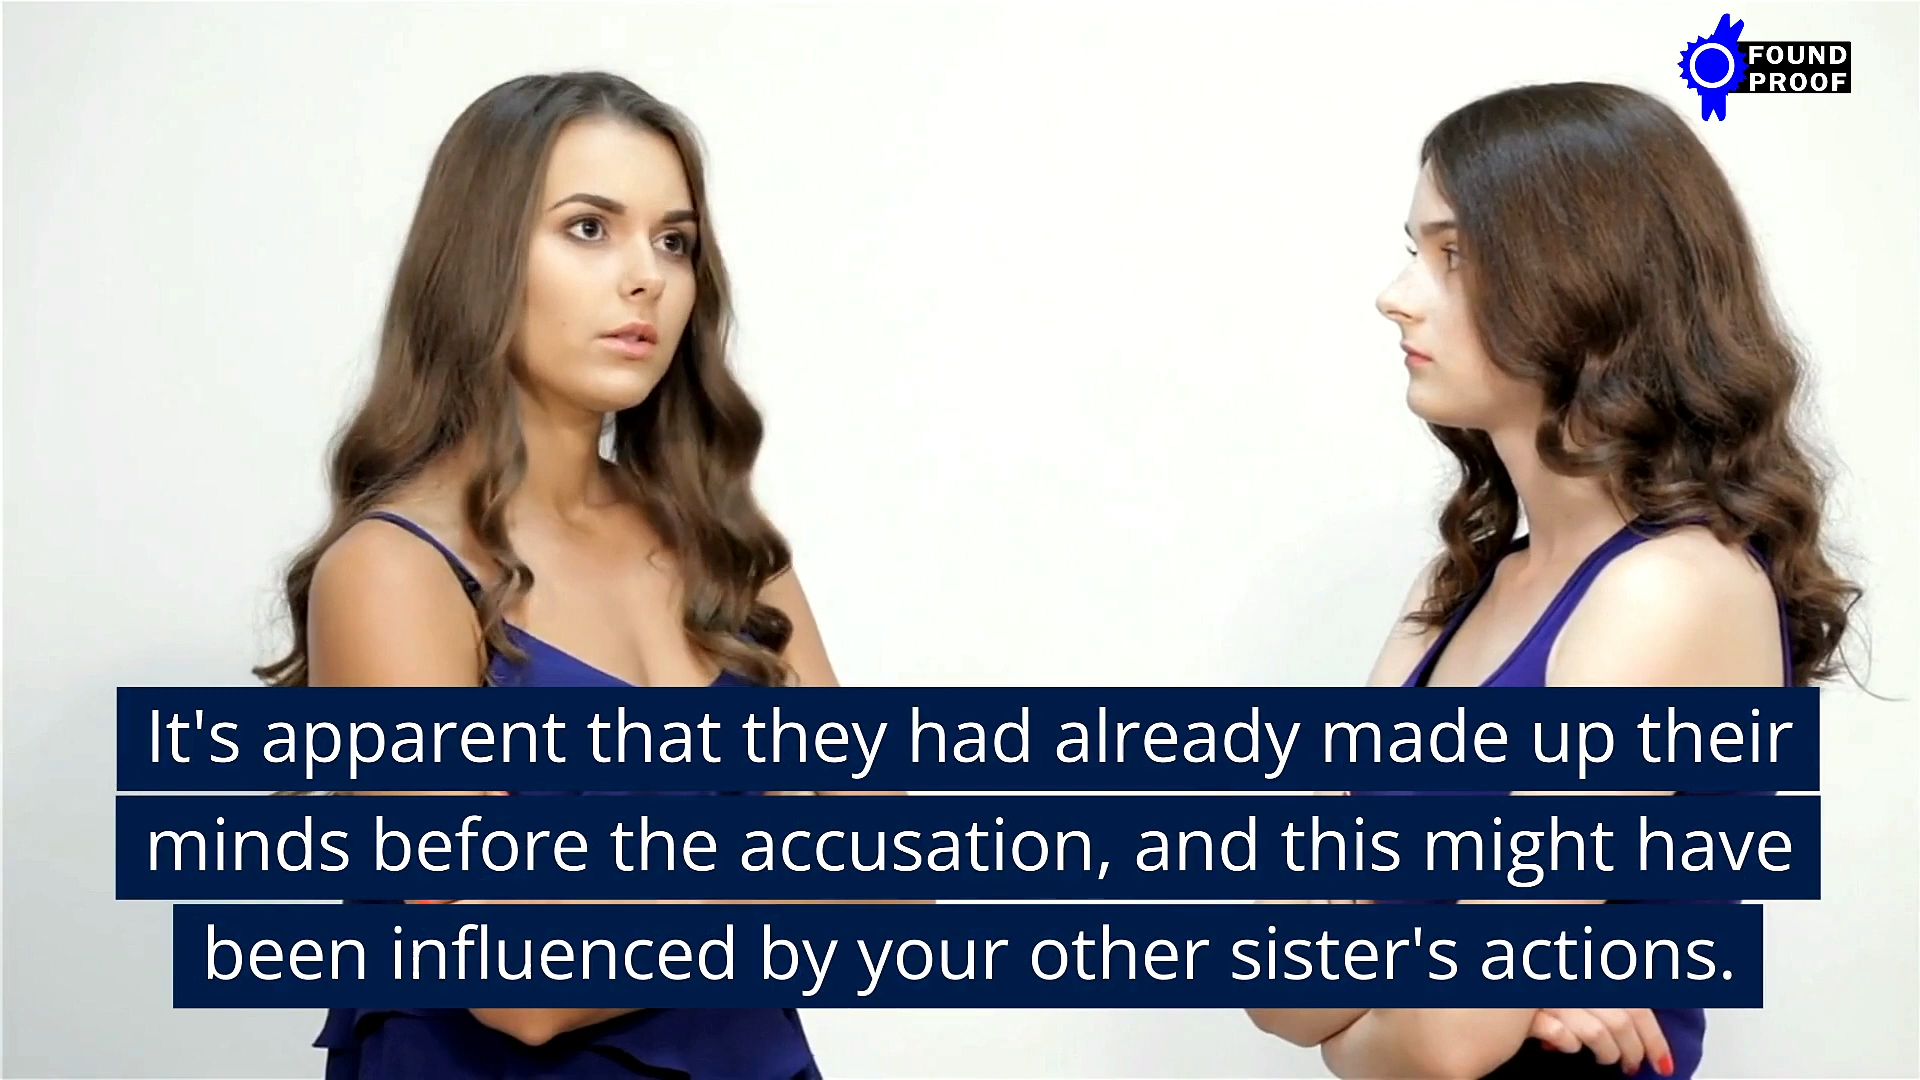 FOUND
PROOF
It's apparent that they had already made up their
minds before the accusation, and this might have
been influenced by your other sister's actions.